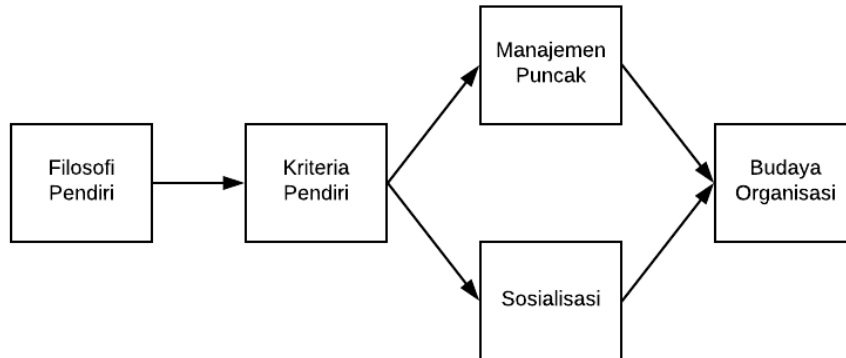 Filosofi
Pendiri
Kriteria
Pendiri
Manajemen
Puncak
Sosialisasi
Budaya
Organisasi